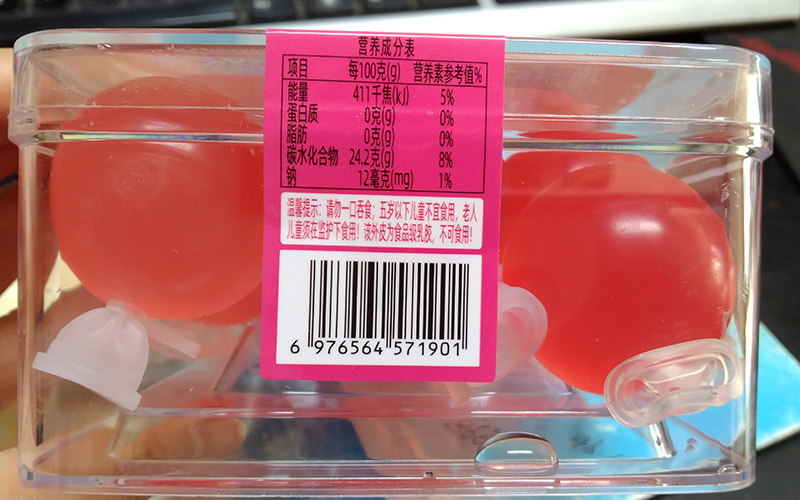 营养成分表
项目 每100克(g) 营养素参考值%
能量 411千焦(kJ) 5%
蛋白质 0克(g) 0%
脂肪 0克(g) 0%
碳水化合物 24.2克(g) 8%
钠 12毫克(mg) 1%
温馨提示：请勿一口吞食；五岁以下儿童不宜食用，老人
儿童须在监护下食用！该外皮为食品级乳胶，不可食用！
6 976564 571901